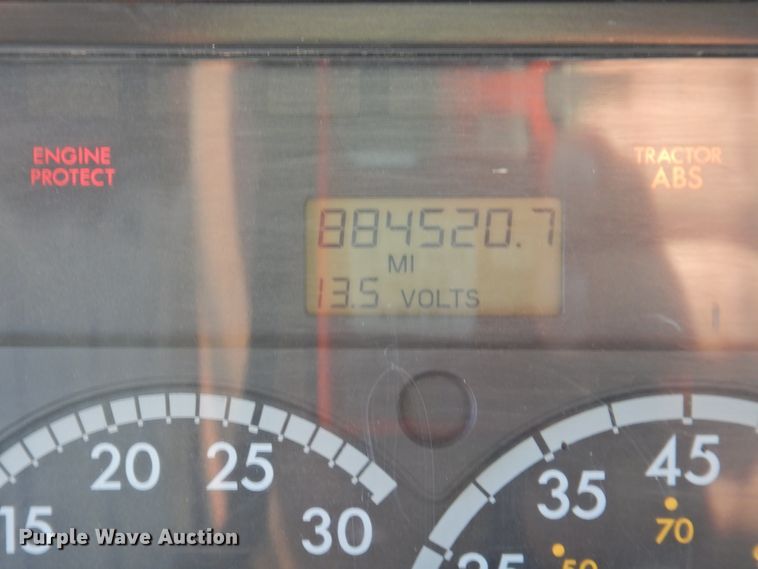 ENGINE
PROTECT
TRACTOR
ABS
884520.7
MI
13.5 VOLTS
15 20 25 30
35 45
70
Purple Wave Auction